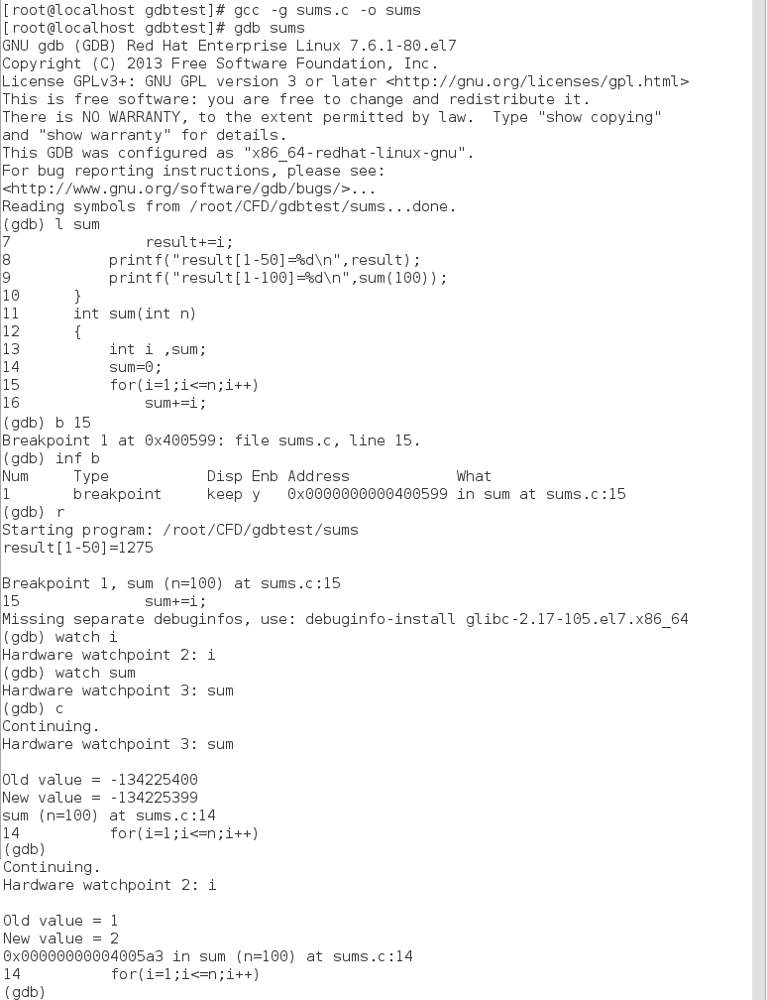 [root@localhost gdbtest]# gcc -g sums.c -o sums
[root@localhost gdbtest]# gdb sums
GNU gdb (GDB) Red Hat Enterprise Linux 7.6.1-80.el7
Copyright (C) 2013 Free Software Foundation, Inc.
License GPLv3+: GNU GPL version 3 or later <http://gnu.org/licenses/gpl.html>
This is free software: you are free to change and redistribute it.
There is NO WARRANTY, to the extent permitted by law.  Type "show copying"
and "show warranty" for details.
This GDB was configured as "x86_64-redhat-linux-gnu".
For bug reporting instructions, please see:
<http://www.gnu.org/software/gdb/bugs/>...
Reading symbols from /root/CFD/gdbtest/sums...done.
(gdb) l sum
7               result+=i;
8           printf("result[1-50]=%d\n",result);
9           printf("result[1-100]=%d\n",sum(100));
10      }
11      int sum(int n)
12      {
13          int i ,sum;
14          sum=0;
15          for(i=1;i<=n;i++)
16              sum+=i;
(gdb) b 15
Breakpoint 1 at 0x400599: file sums.c, line 15.
(gdb) inf b
Num     Type           Disp Enb Address            What
1       breakpoint     keep y   0x0000000000400599 in sum at sums.c:15
(gdb) r
Starting program: /root/CFD/gdbtest/sums
result[1-50]=1275
Breakpoint 1, sum (n=100) at sums.c:15
15              sum+=i;
Missing separate debuginfos, use: debuginfo-install glibc-2.17-105.el7.x86_64
(gdb) watch i
Hardware watchpoint 2: i
(gdb) watch sum
Hardware watchpoint 3: sum
(gdb) c
Continuing.
Hardware watchpoint 3: sum
Old value = -134225400
New value = -134225399
sum (n=100) at sums.c:14
14          for(i=1;i<=n;i++)
(gdb)
Continuing.
Hardware watchpoint 2: i
Old value = 1
New value = 2
0x00000000004005a3 in sum (n=100) at sums.c:14
14          for(i=1;i<=n;i++)
(gdb)